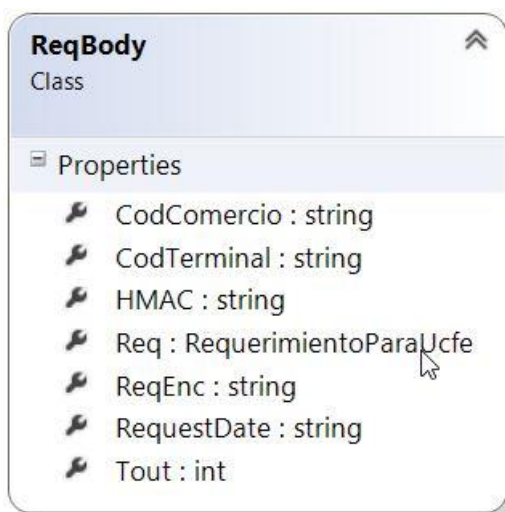 ReqBody
Class
Properties
CodComercio : string
CodTerminal : string
HMAC : string
Req : RequerimientoParaUcfe
ReqEnc : string
RequestDate : string
Tout : int